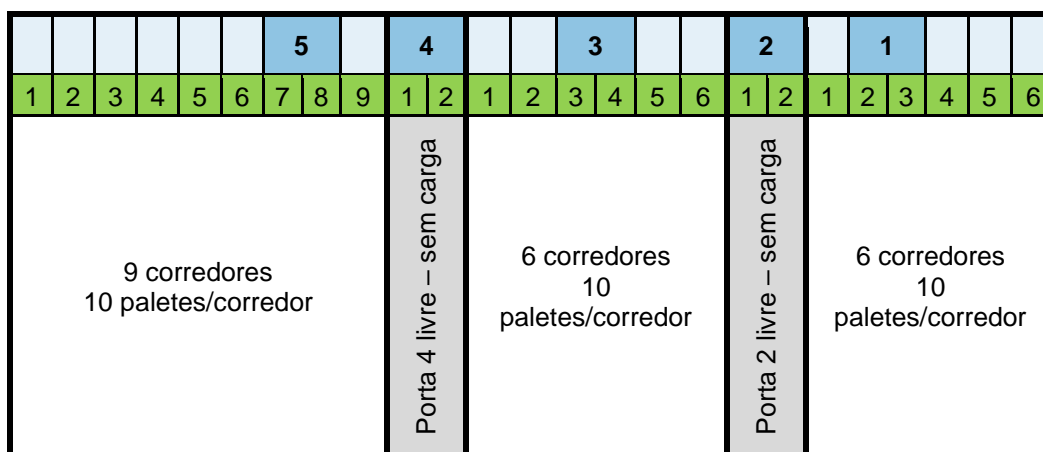 5 4 3 2 1
1 2 3 4 5 6 7 8 9 1 2 1 2 3 4 5 6 1 2 1 2 3 4 5 6
9 corredores
10 paletes/corredor
Porta 4 livre – sem carga
6 corredores
10
paletes/corredor
Porta 2 livre – sem carga
6 corredores
10
paletes/corredor